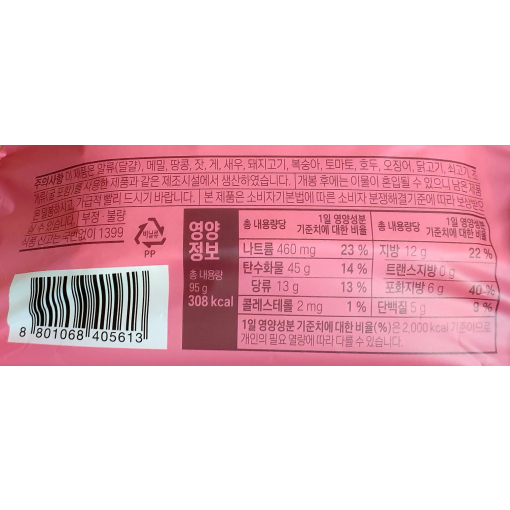 주의사항 이 제품은 알류(달걀), 메밀, 땅콩, 잣, 게, 새우, 돼지고기, 복숭아, 토마토, 호두, 오징어, 닭고기, 쇠고기,
포함)를 사용한 제품과 같은 제조시설에서 생산하였습니다. 개봉 후에는 이물이 혼입될 수 있으니 남은 제품
가급적 빨리 드시기 바랍니다. 본 제품은 소비자기본법에 따른 소비자 분쟁해결기준에 따라
부정·불량
국번없이 1399
비닐류
PP
영양정보
총 내용량
95 g
308 kcal
총 내용량당 1일 영양성분 기준치에 대한 비율 총 내용량당 1일 영양성분 기준치에 대한 비율
나트륨 460 mg 23 % 지방 12 g 22 %
탄수화물 45 g 14 % 트랜스지방 0 g
당류 13 g 13 % 포화지방 6 g 40 %
콜레스테롤 2 mg 1 % 단백질 5 g 9 %
1일 영양성분 기준치에 대한 비율(%)은 2,000 kcal 기준이므로
개인의 필요 열량에 따라 다를 수 있습니다.
8 801068 405613